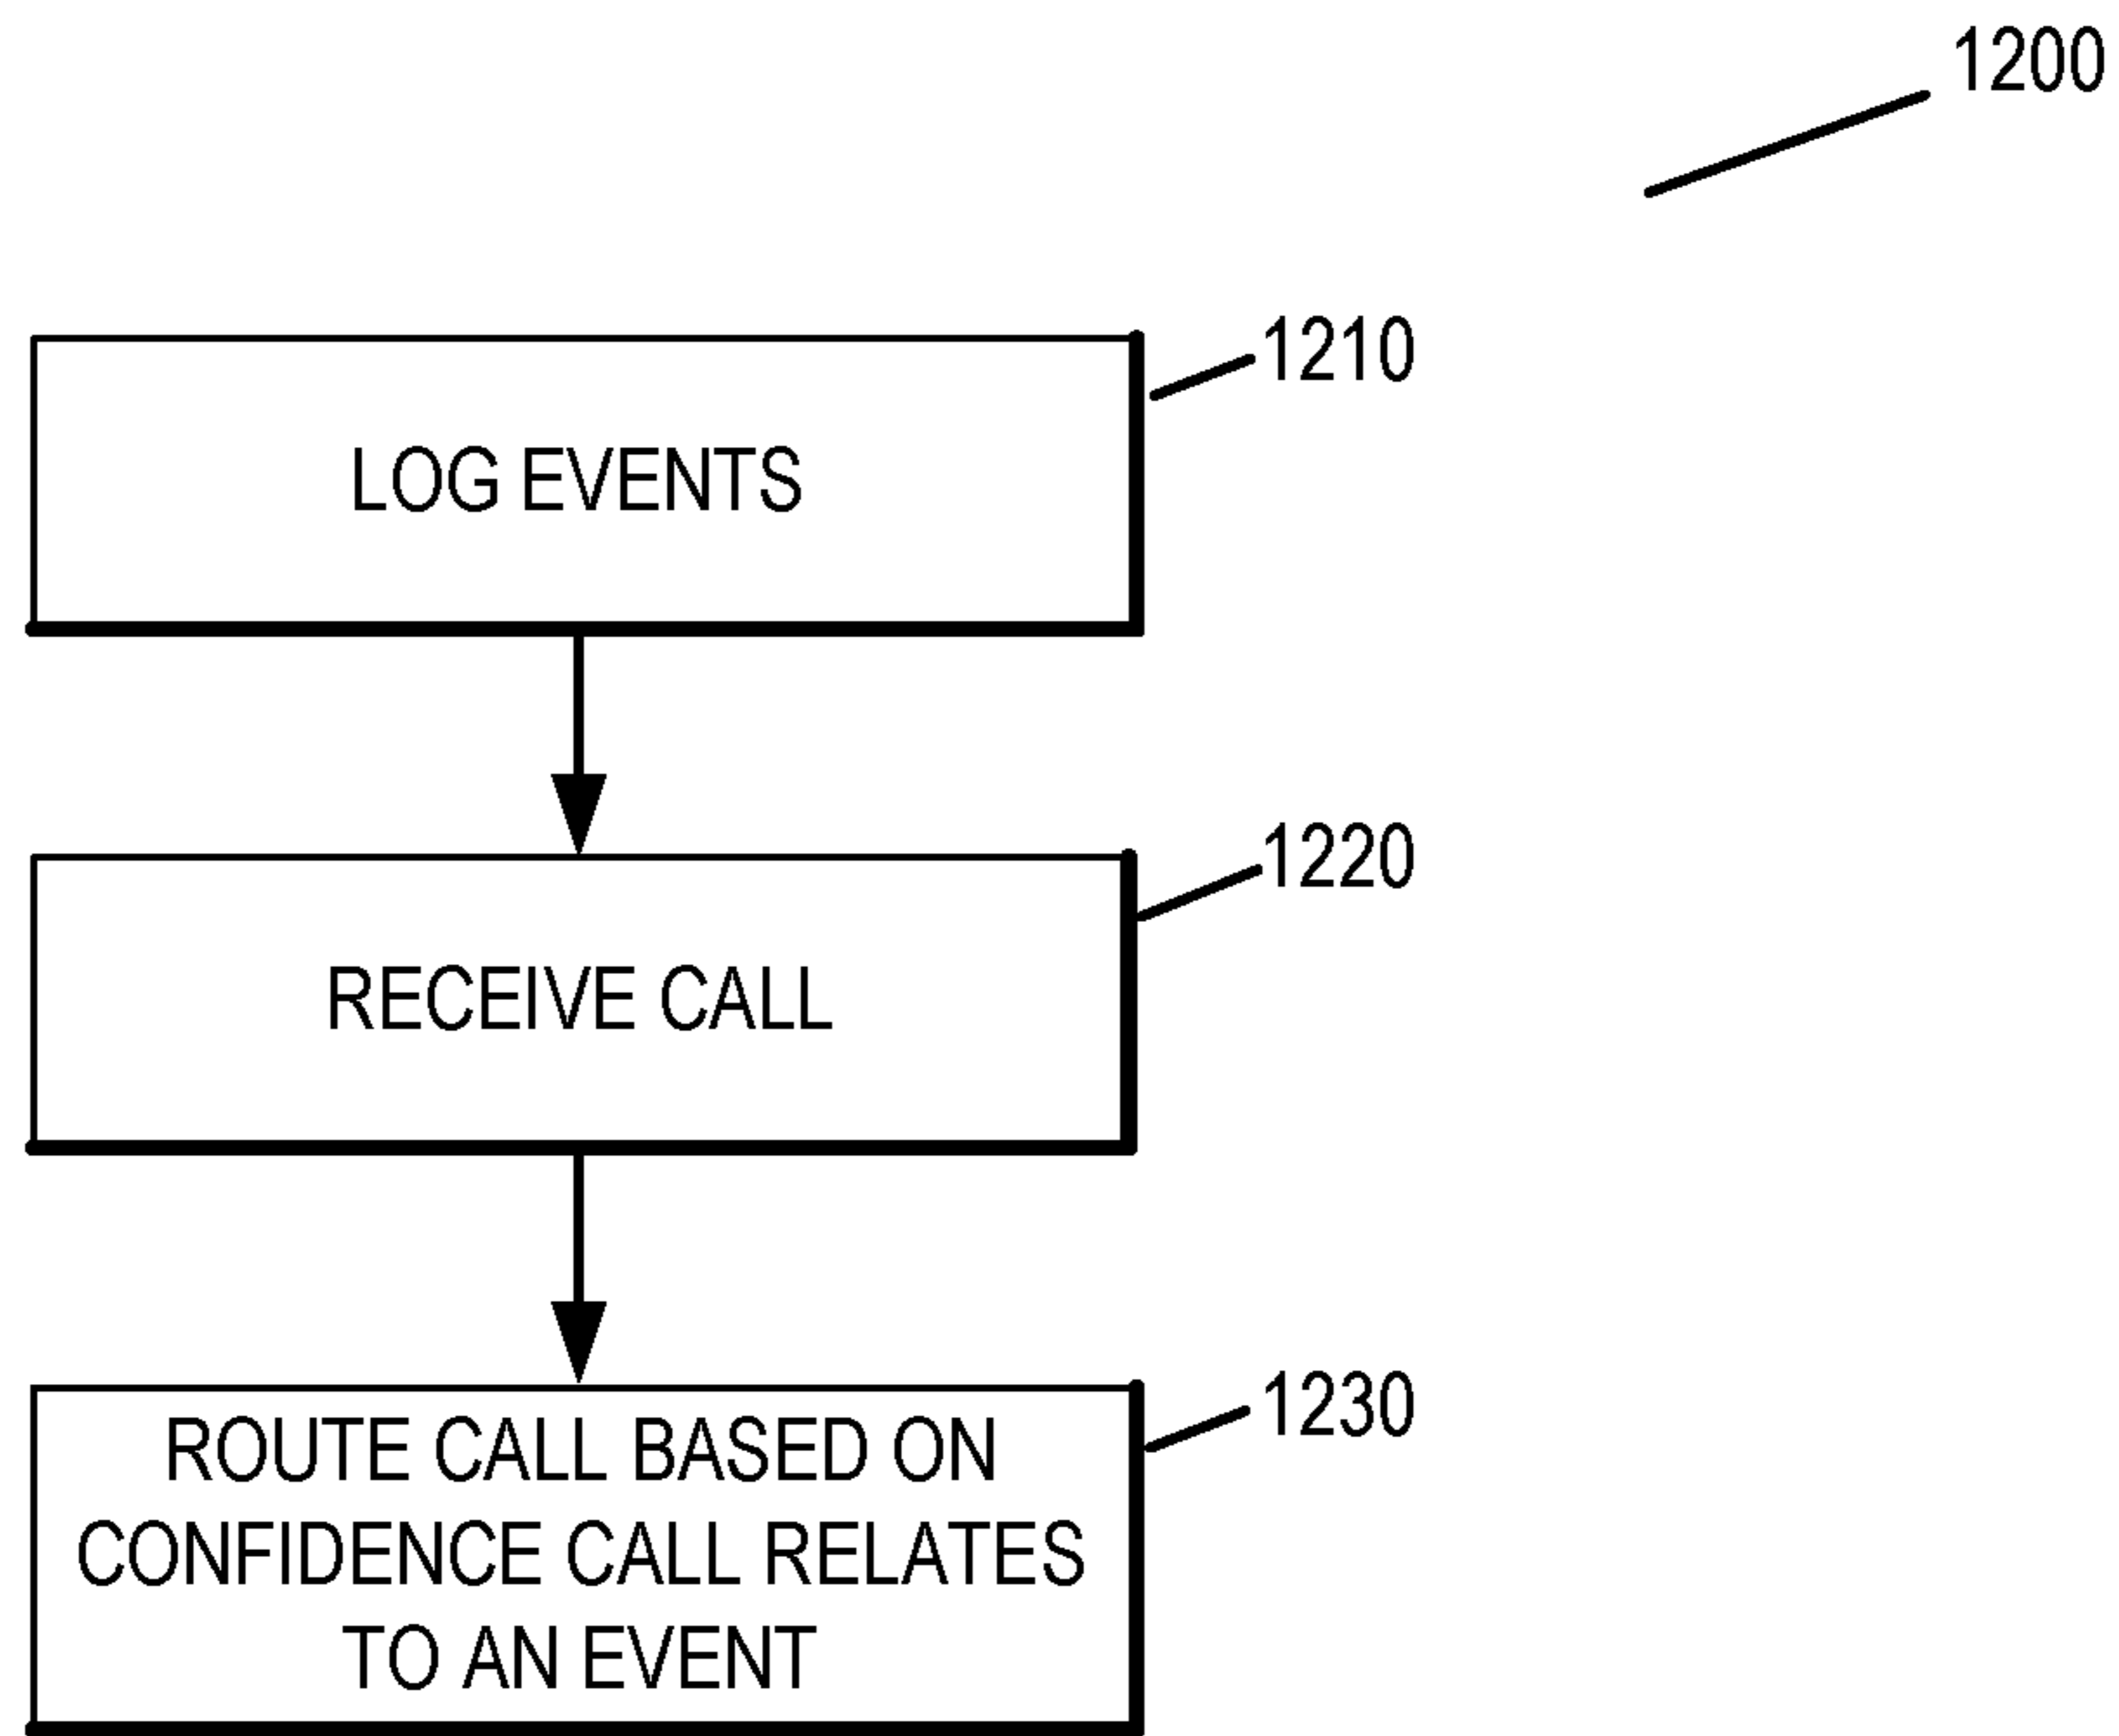 1200
1210
LOG EVENTS
1220
RECEIVE CALL
1230
ROUTE CALL BASED ON
CONFIDENCE CALL RELATES
TO AN EVENT